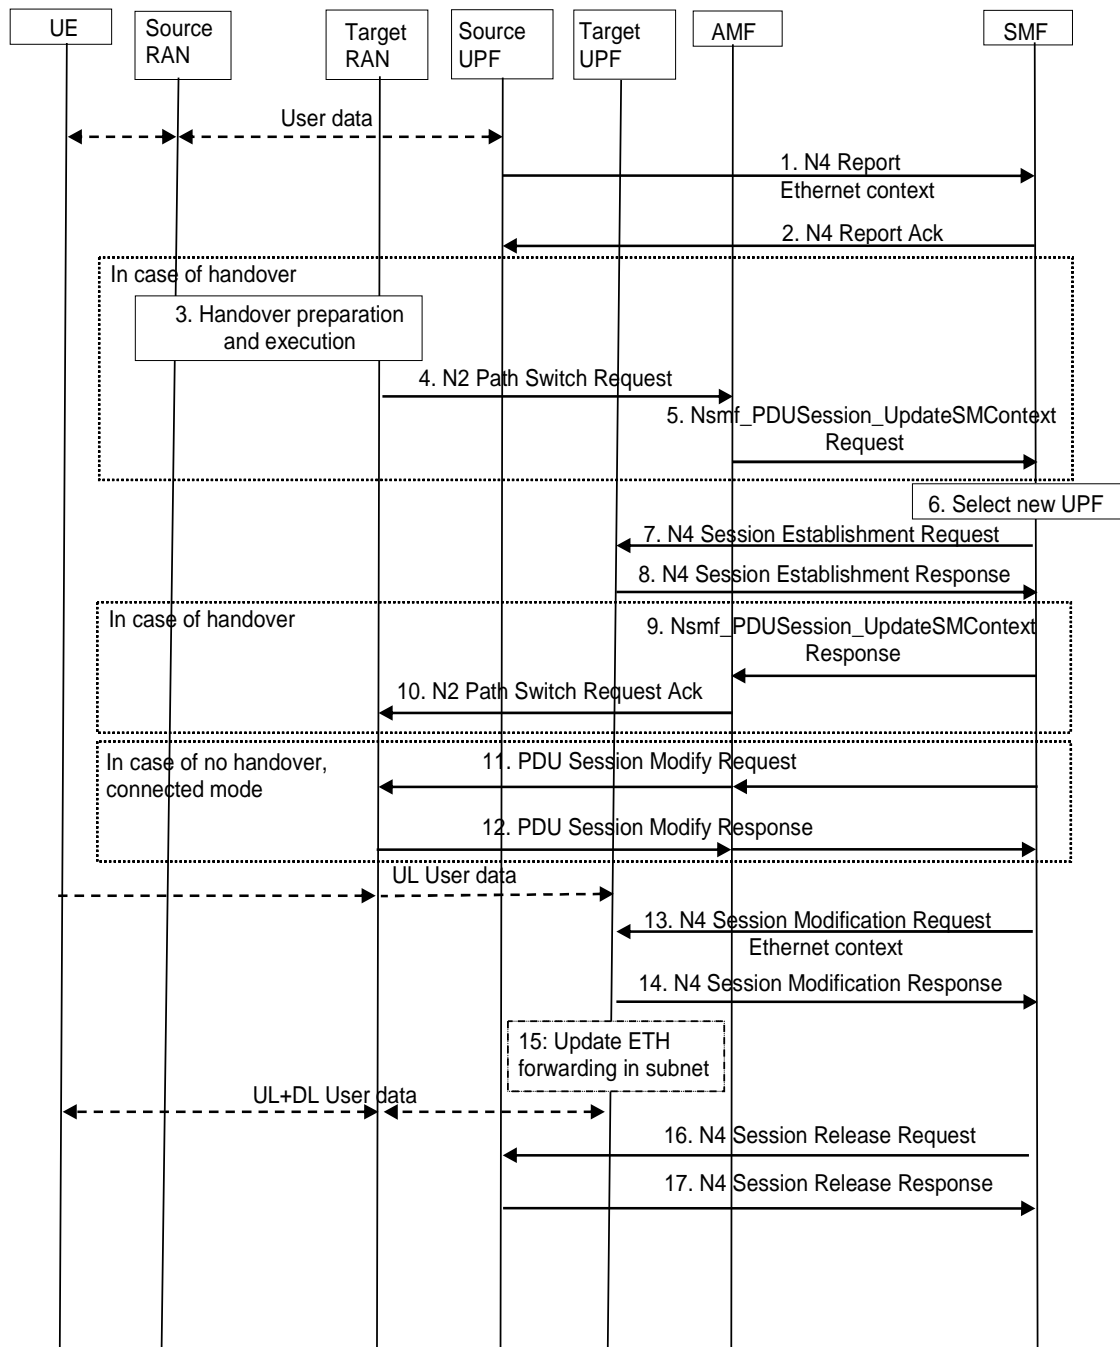 UE
Source
RAN
Target
RAN
Source
UPF
Target
UPF
AMF
SMF
User data
1. N4 Report
Ethernet context
2. N4 Report Ack
In case of handover
3. Handover preparation
and execution
4. N2 Path Switch Request
5. Nsmf_PDUSession_UpdateSMContext
Request
6. Select new UPF
7. N4 Session Establishment Request
8. N4 Session Establishment Response
In case of handover
9. Nsmf_PDUSession_UpdateSMContext
Response
10. N2 Path Switch Request Ack
In case of no handover,
connected mode
11. PDU Session Modify Request
12. PDU Session Modify Response
UL User data
13. N4 Session Modification Request
Ethernet context
14. N4 Session Modification Response
15: Update ETH
forwarding in subnet
UL+DL User data
16. N4 Session Release Request
17. N4 Session Release Response